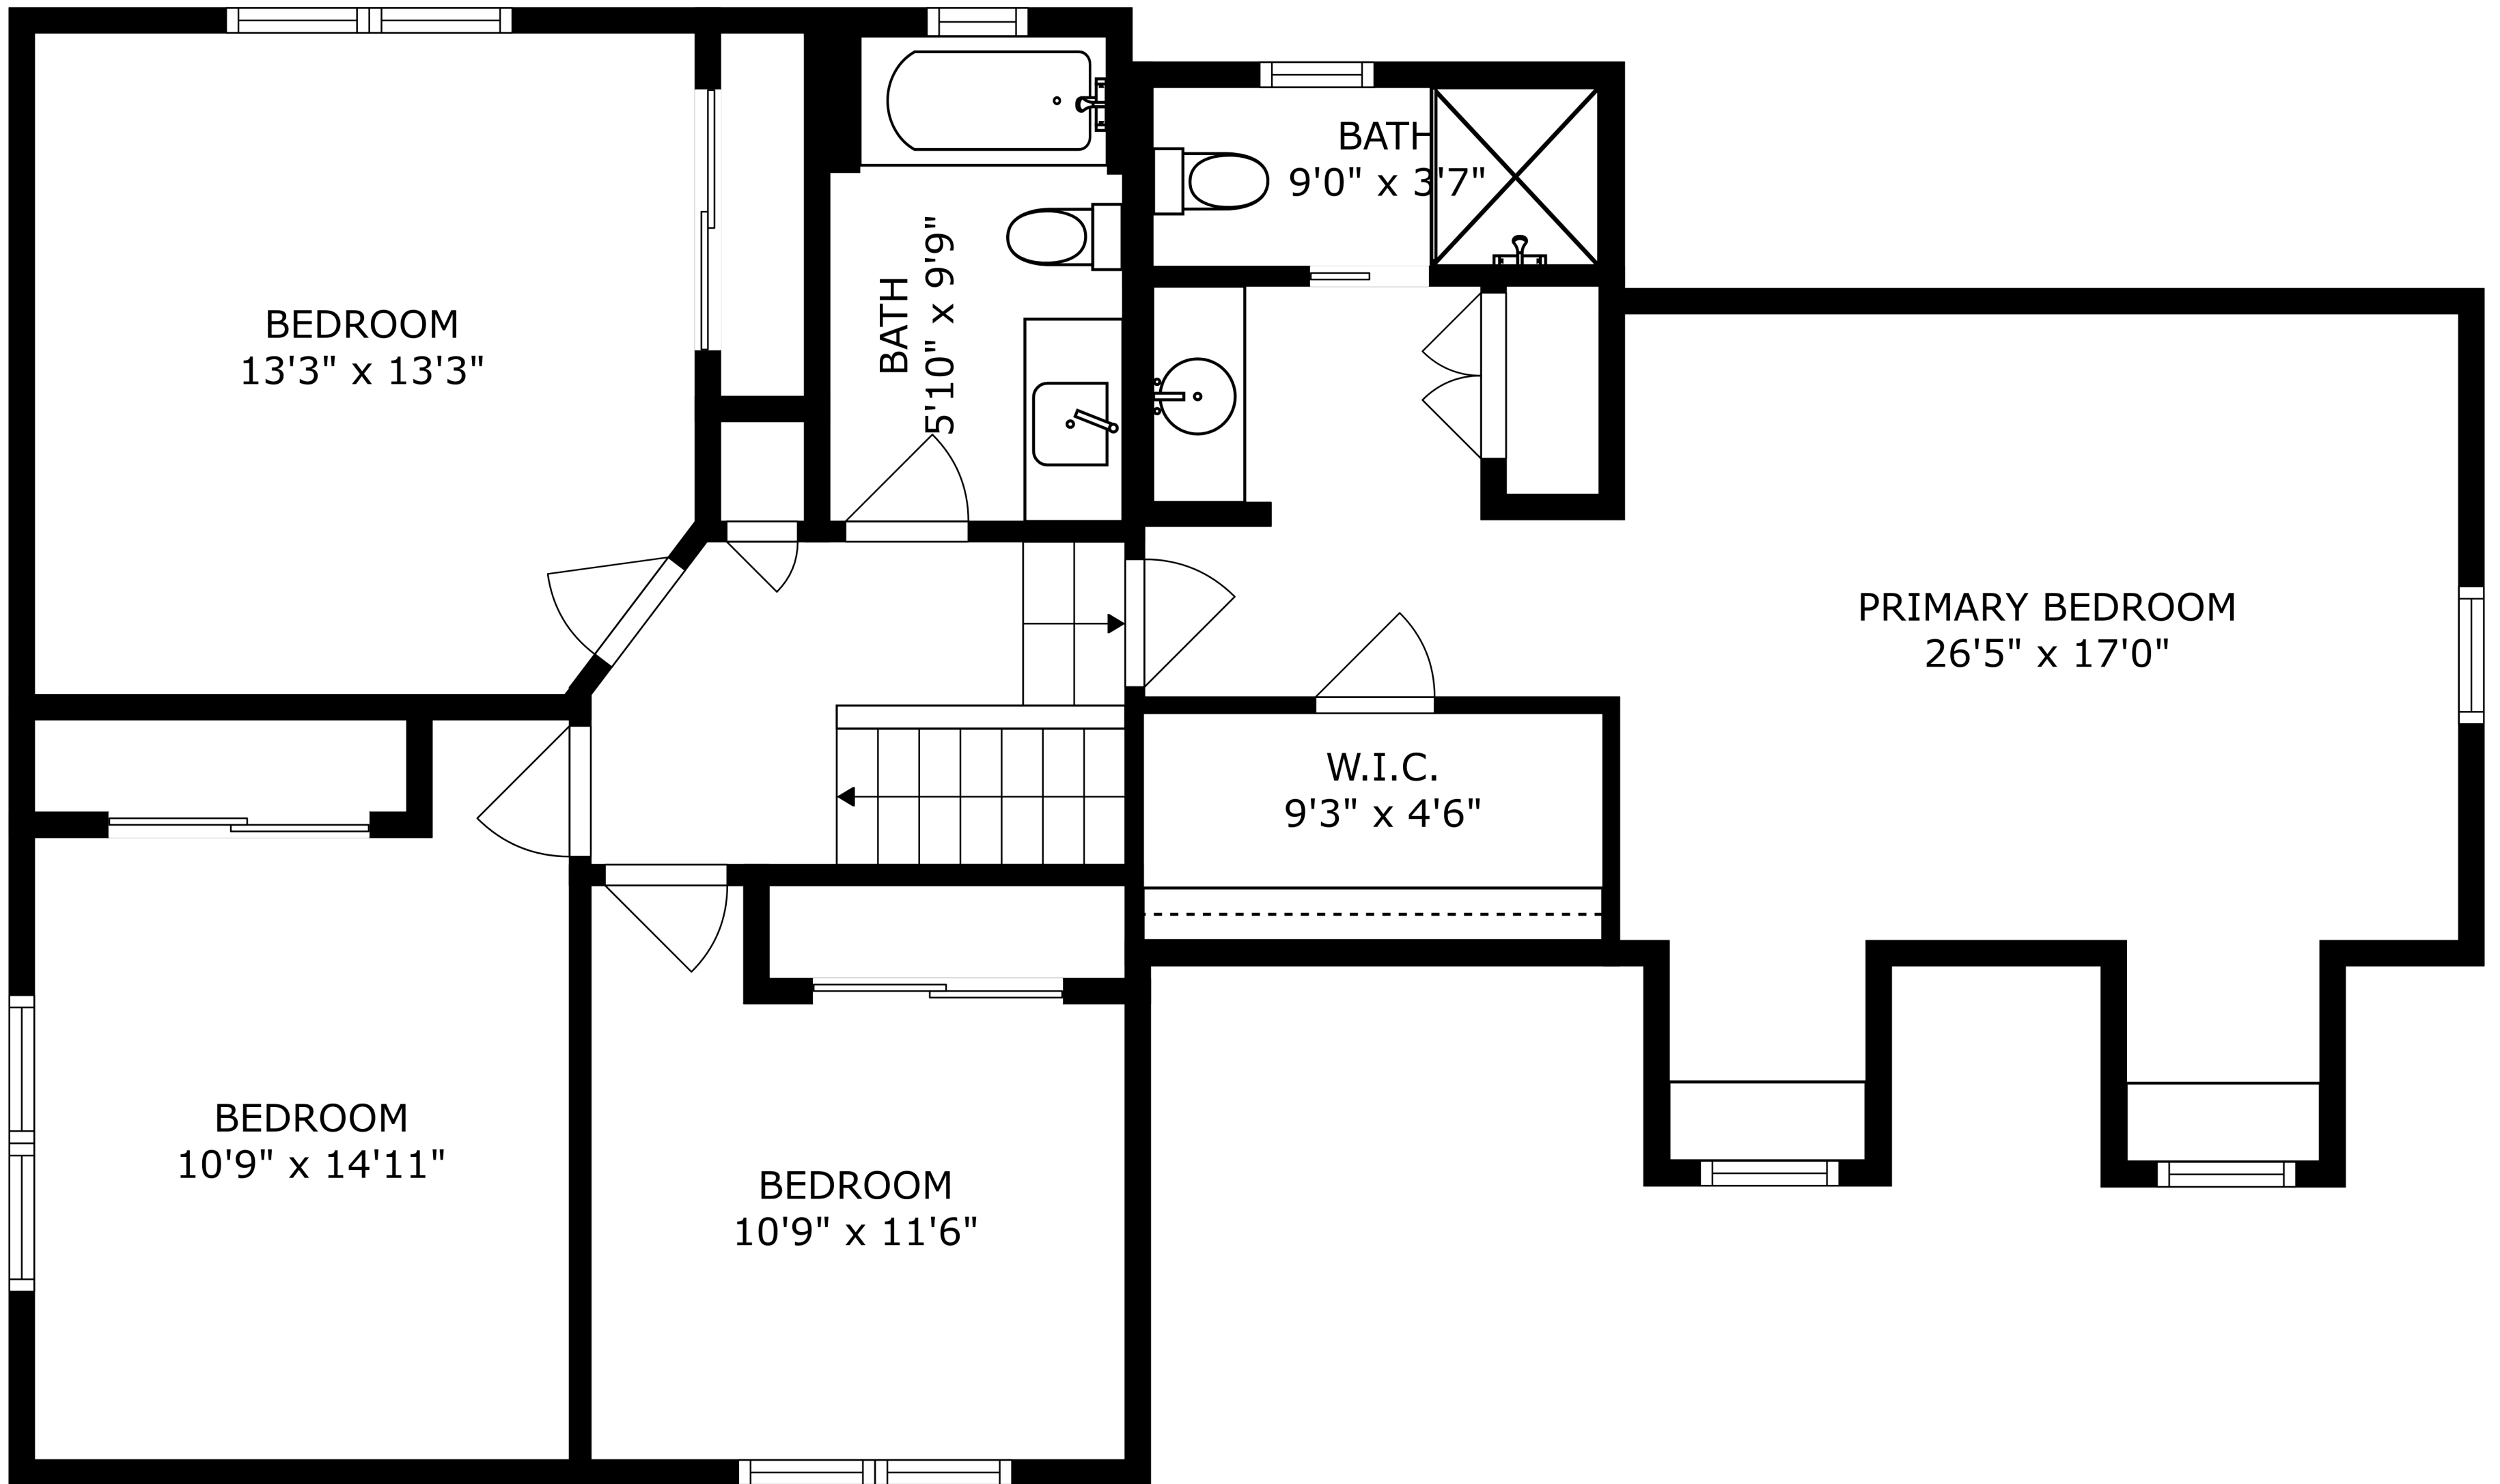 BATH
9'0" x 3'7"
BEDROOM
13'3" x 13'3"
BATH
5'10" x 9'9"
PRIMARY BEDROOM
26'5" x 17'0"
W.I.C.
9'3" x 4'6"
BEDROOM
10'9" x 14'11"
BEDROOM
10'9" x 11'6"